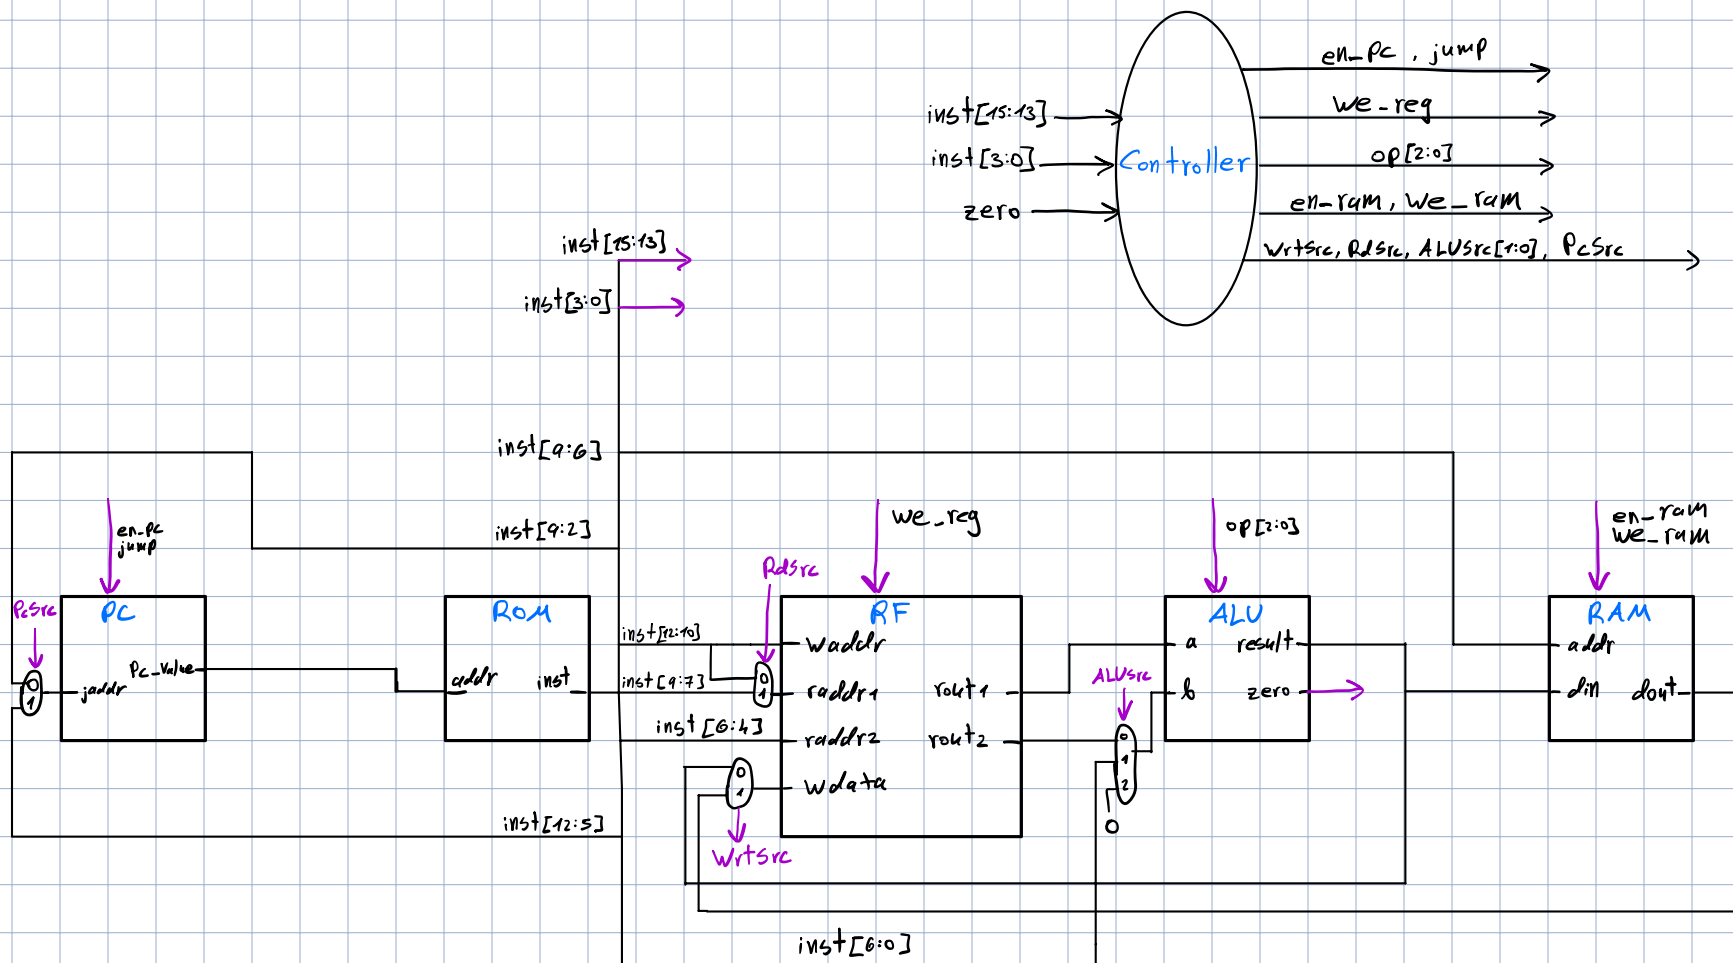 en_Pc , jump
we_reg
inst[15:13]
op[2:0]
inst[3:0]
Controller
en_ram, we_ram
zero
WrtSrc, RdSrc, ALUSrc[1:0], PcSrc
inst[15:13]
inst[3:0]
inst[9:6]
inst[9:2]
en_Pc
jump
we_reg
op[2:0]
en_ram
we_ram
RdSrc
PcSrc
PC
ROM
RF
ALU
RAM
inst[12:10]
waddr
a
result
addr
Pc_Value
addr
inst
inst[9:7]
0
1
jaddr
0
1
raddr1
rout1
ALUSrc
b
zero
din
dout
inst[6:4]
raddr2
rout2
0
1
2
0
1
Wdata
0
inst[12:5]
WrtSrc
inst[6:0]